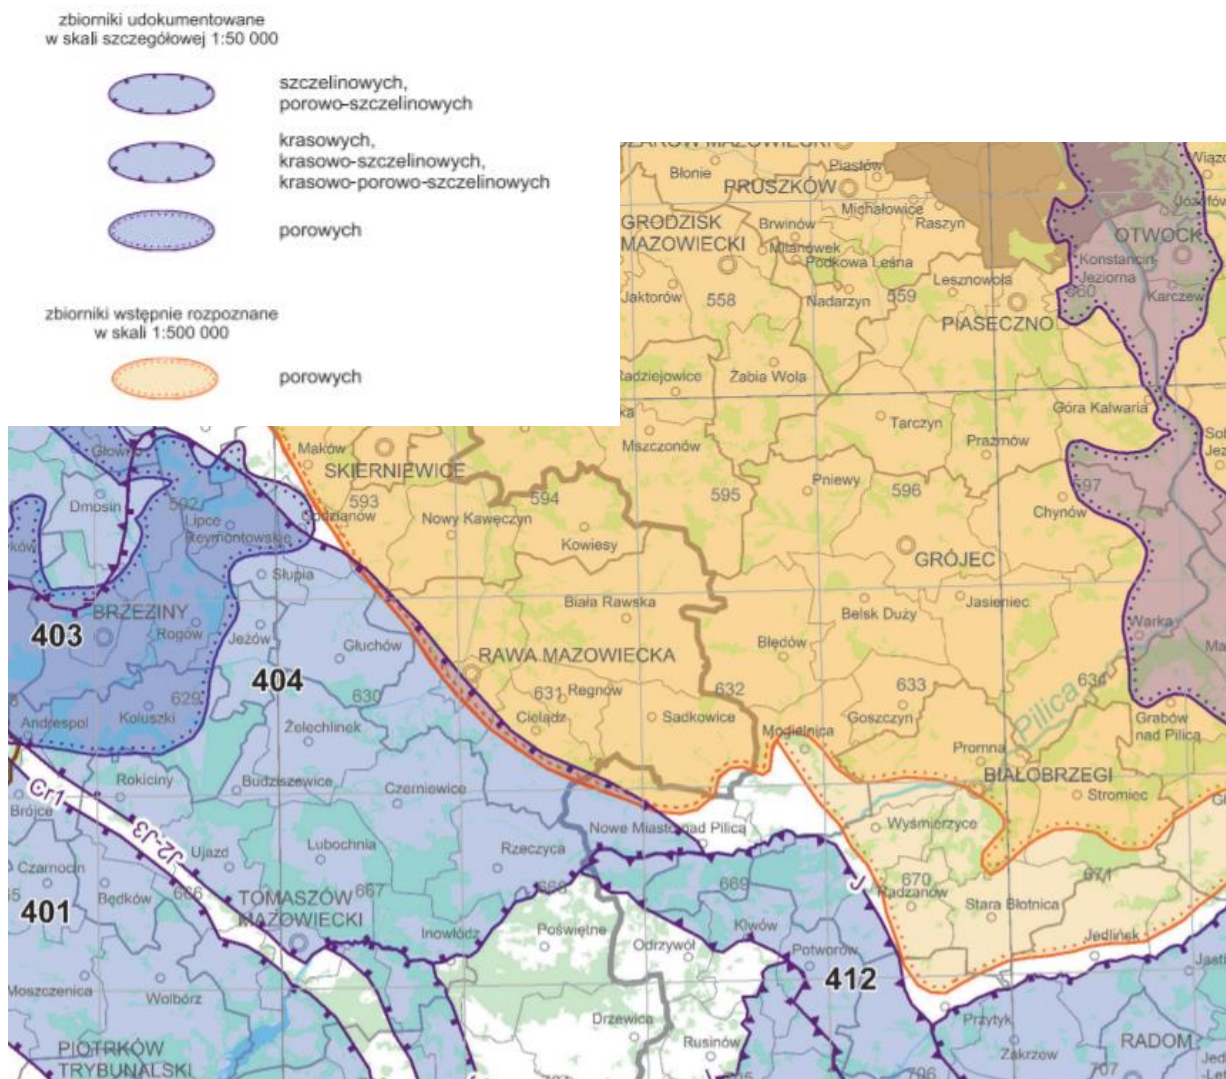 zbiorniki udokumentowane
w skali szczegółowej 1:50 000
szczelinowych,
porowo-szczelinowych
krasowych,
krasowo-szczelinowych,
krasowo-porowo-szczelinowych
porowych
zbiorniki wstępnie rozpoznane
w skali 1:500 000
porowych
Błonie
Piastów
PRUSZKÓW
Michałowice
Raszyn
Józefów
GRODZISK
MAZOWIECKI
Brwinów
Milanówek
Podkowa Leśna
OTWOCK
Konstancin
Jeziorna
Lesznowola
Jaktorów
558
Nadarzyn
559
Karczew
PIASECZNO
Radziejowice
Żabia Wola
Góra Kalwaria
Tarczyn
Mszczonów
Prażmów
Głowno
Maków
SKIERNIEWICE
Dmosin
592
593
594
595
596
597
Pniewy
Chynów
Lipce
Reymontowskie
Godzianów
Nowy Kawęczyn
Kowiesy
GRÓJEC
Słupia
BRZEZINY
Biała Rawska
Belsk Duży
Jasieniec
403
Rogów
Jeżów
Głuchów
Błędów
Warka
404
RAWA MAZOWIECKA
629
630
631
Regnów
632
633
634
Andrespol
Koluszki
Żelechlinek
Cielądz
Sadkowice
Goszczyn
Pilica
Grabów
nad Pilicą
Mogielnica
Promna
Rokiciny
Budziszewice
Czerniewice
BIAŁOBRZEGI
Stromiec
Cr1
Brójce
J2-J3
Nowe Miasto nad Pilicą
Wyśmierzyce
Ujazd
Lubochnia
Rzeczyca
Czarnocin
Będków
666
667
668
669
670
671
J
Radzanów
401
TOMASZÓW
MAZOWIECKI
Klwów
Stara Błotnica
Inowłódz
Poświętne
Odrzywół
Potworów
Jedlińsk
412
Moszczenica
Wolbórz
Drzewica
Przytyk
PIOTRKÓW
TRYBUNALSKI
Rusinów
Zakrzew
RADOM
706
707